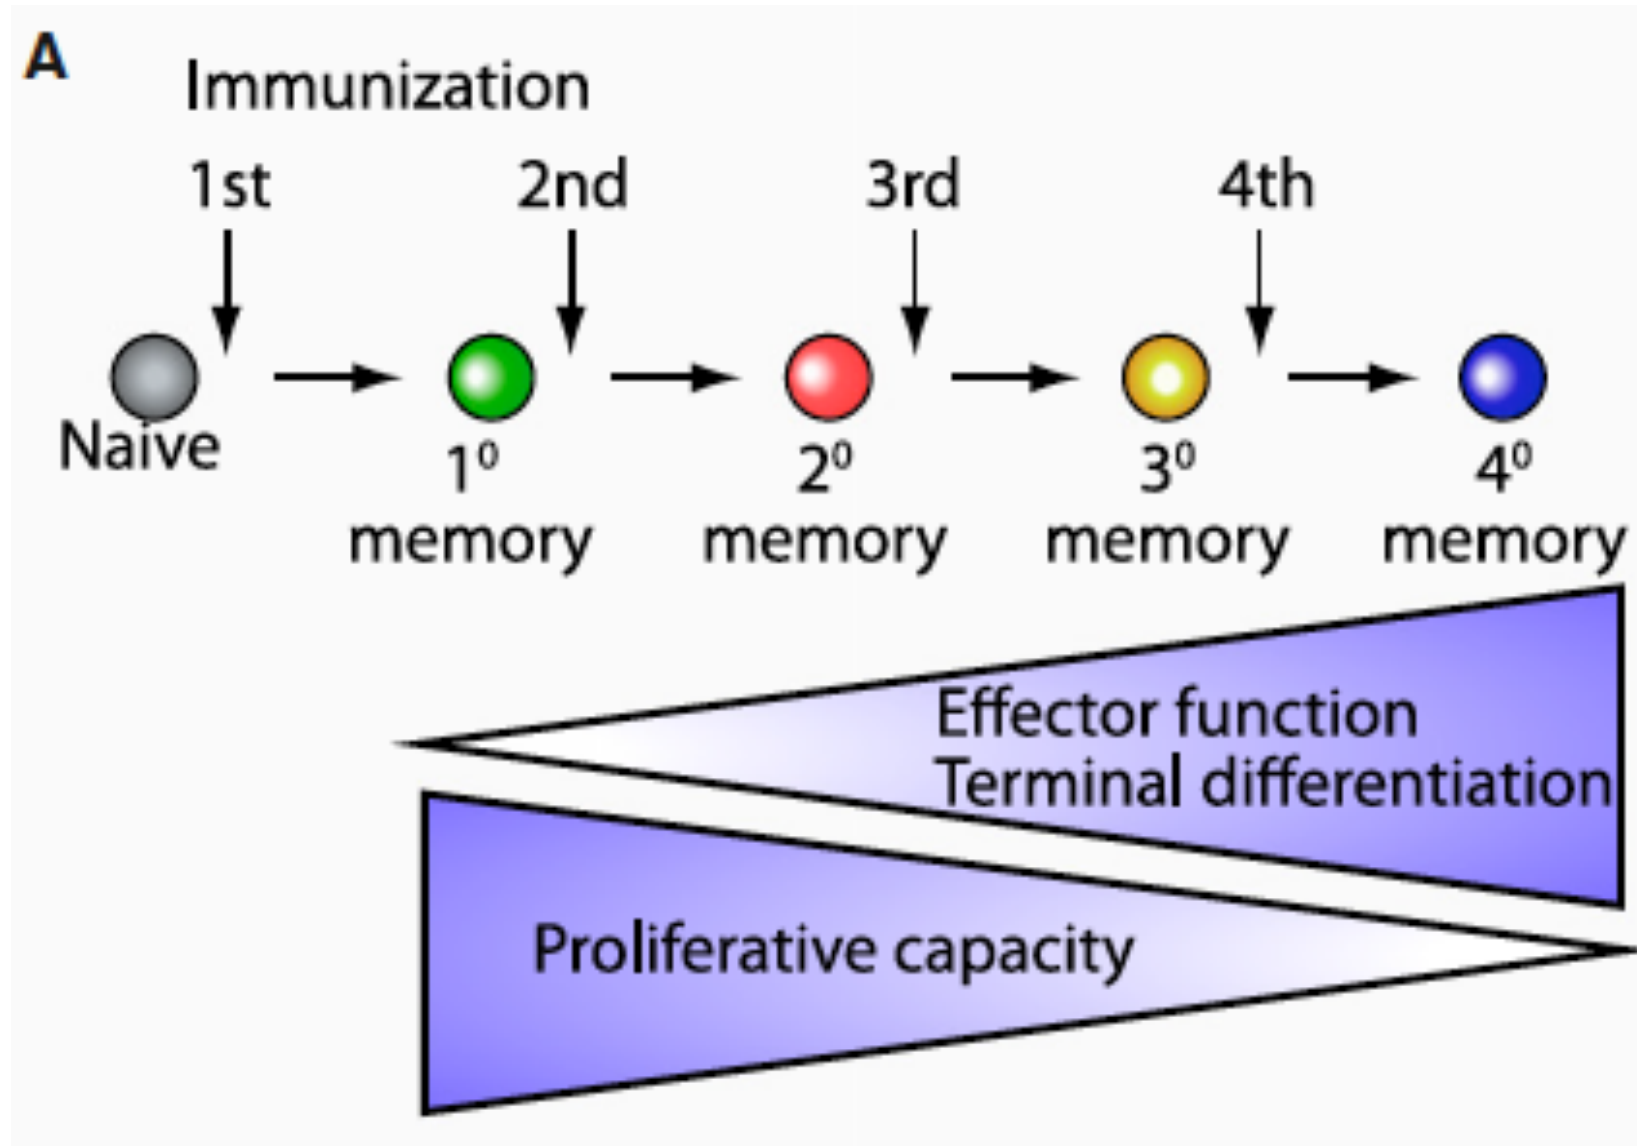 A
Immunization
1st 2nd 3rd 4th
Naive
1⁰ 2⁰ 3⁰ 4⁰
memory memory memory memory
Effector function
Terminal differentiation
Proliferative capacity